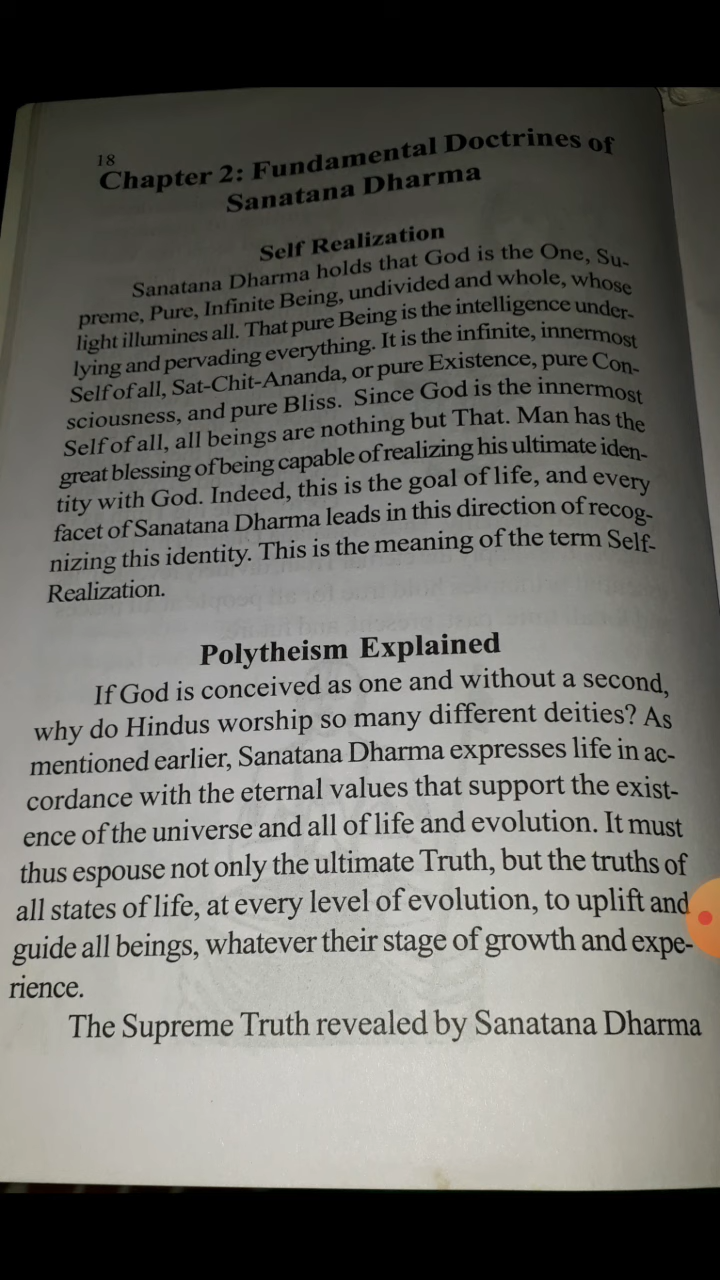 18
Chapter 2: Fundamental Doctrines of
Sanatana Dharma
Self Realization
Sanatana Dharma holds that God is the One, Su-
preme, Pure, Infinite Being, undivided and whole, whose
light illumines all. That pure Being is the intelligence under-
lying and pervading everything. It is the infinite, innermost
Self of all, Sat-Chit-Ananda, or pure Existence, pure Con-
sciousness, and pure Bliss. Since God is the innermost
Self of all, all beings are nothing but That. Man has the
great blessing of being capable of realizing his ultimate iden-
tity with God. Indeed, this is the goal of life, and every
facet of Sanatana Dharma leads in this direction of recog-
nizing this identity. This is the meaning of the term Self-
Realization.
Polytheism Explained
If God is conceived as one and without a second,
why do Hindus worship so many different deities? As
mentioned earlier, Sanatana Dharma expresses life in ac-
cordance with the eternal values that support the exist-
ence of the universe and all of life and evolution. It must
thus espouse not only the ultimate Truth, but the truths of
all states of life, at every level of evolution, to uplift and
guide all beings, whatever their stage of growth and expe-
rience.
The Supreme Truth revealed by Sanatana Dharma